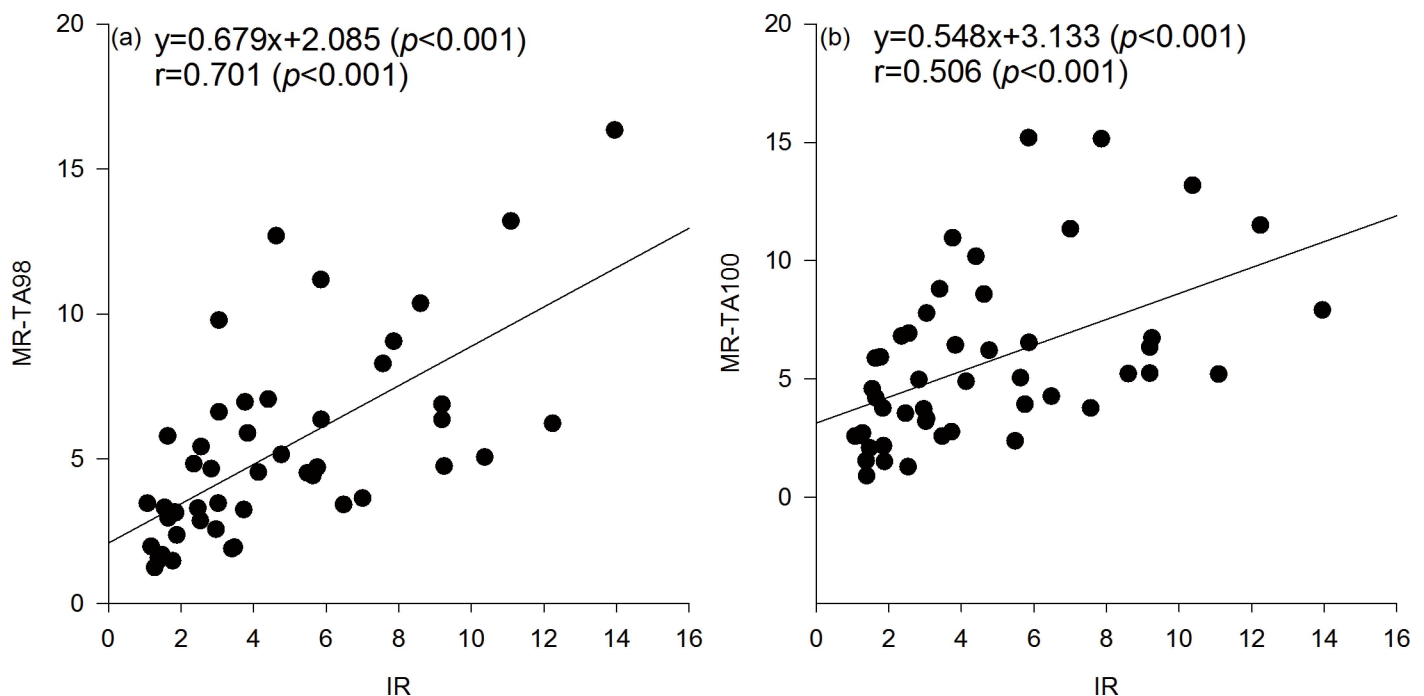 (a) y=0.679x+2.085 (p<0.001)
r=0.701 (p<0.001)
20
15
10
5
0
MR-TA98
0 2 4 6 8 10 12 14 16
IR
(b) y=0.548x+3.133 (p<0.001)
r=0.506 (p<0.001)
20
15
10
5
0
MR-TA100
0 2 4 6 8 10 12 14 16
IR